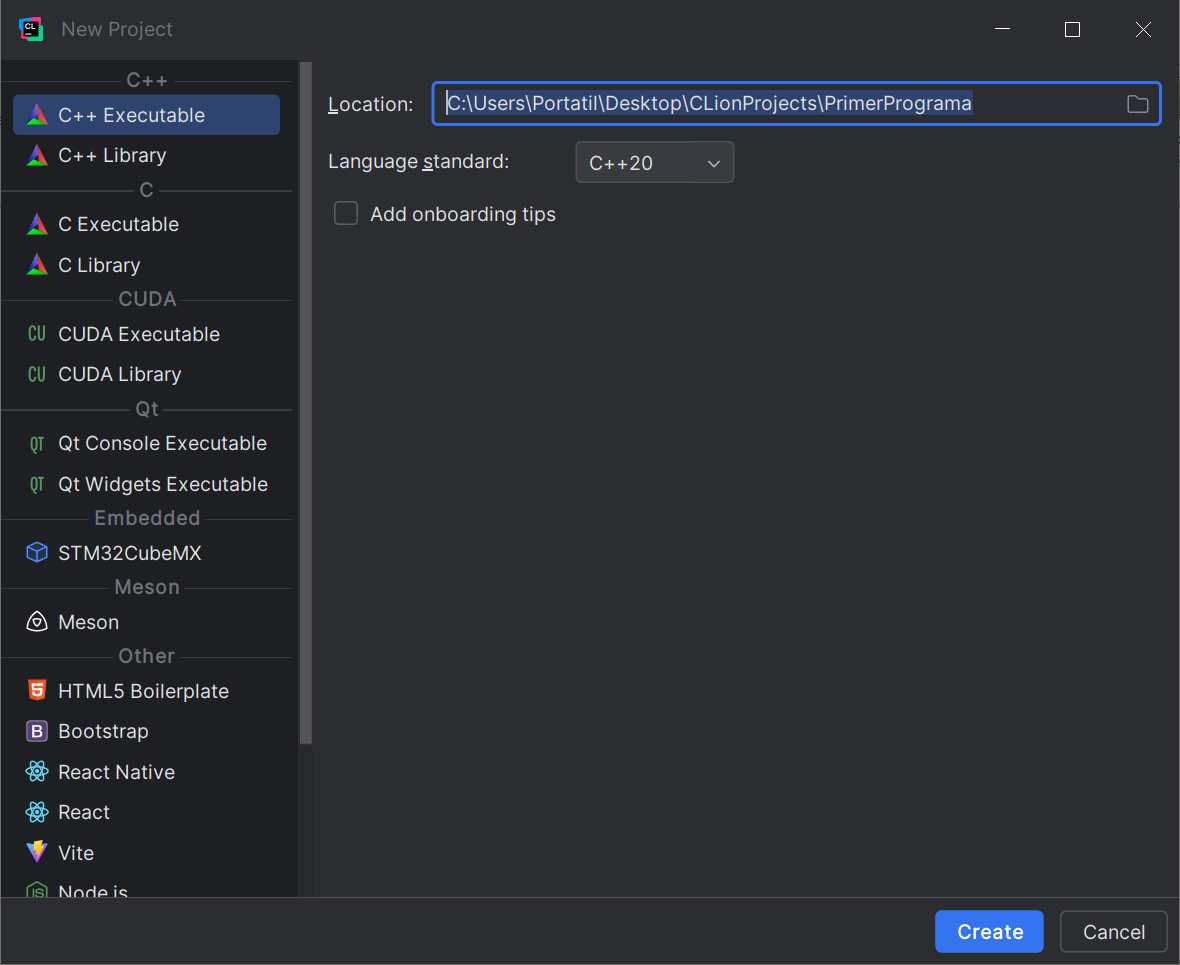 CL
New Project
C++
C++ Executable
C++ Library
C
C Executable
C Library
CUDA
CU CUDA Executable
CU CUDA Library
Qt
QT Qt Console Executable
QT Qt Widgets Executable
Embedded
STM32CubeMX
Meson
Meson
Other
5 HTML5 Boilerplate
B Bootstrap
React Native
React
Vite
JS Node.js
Location: C:\Users\Portatil\Desktop\CLionProjects\PrimerPrograma
Language standard: C++20
Add onboarding tips
Create Cancel